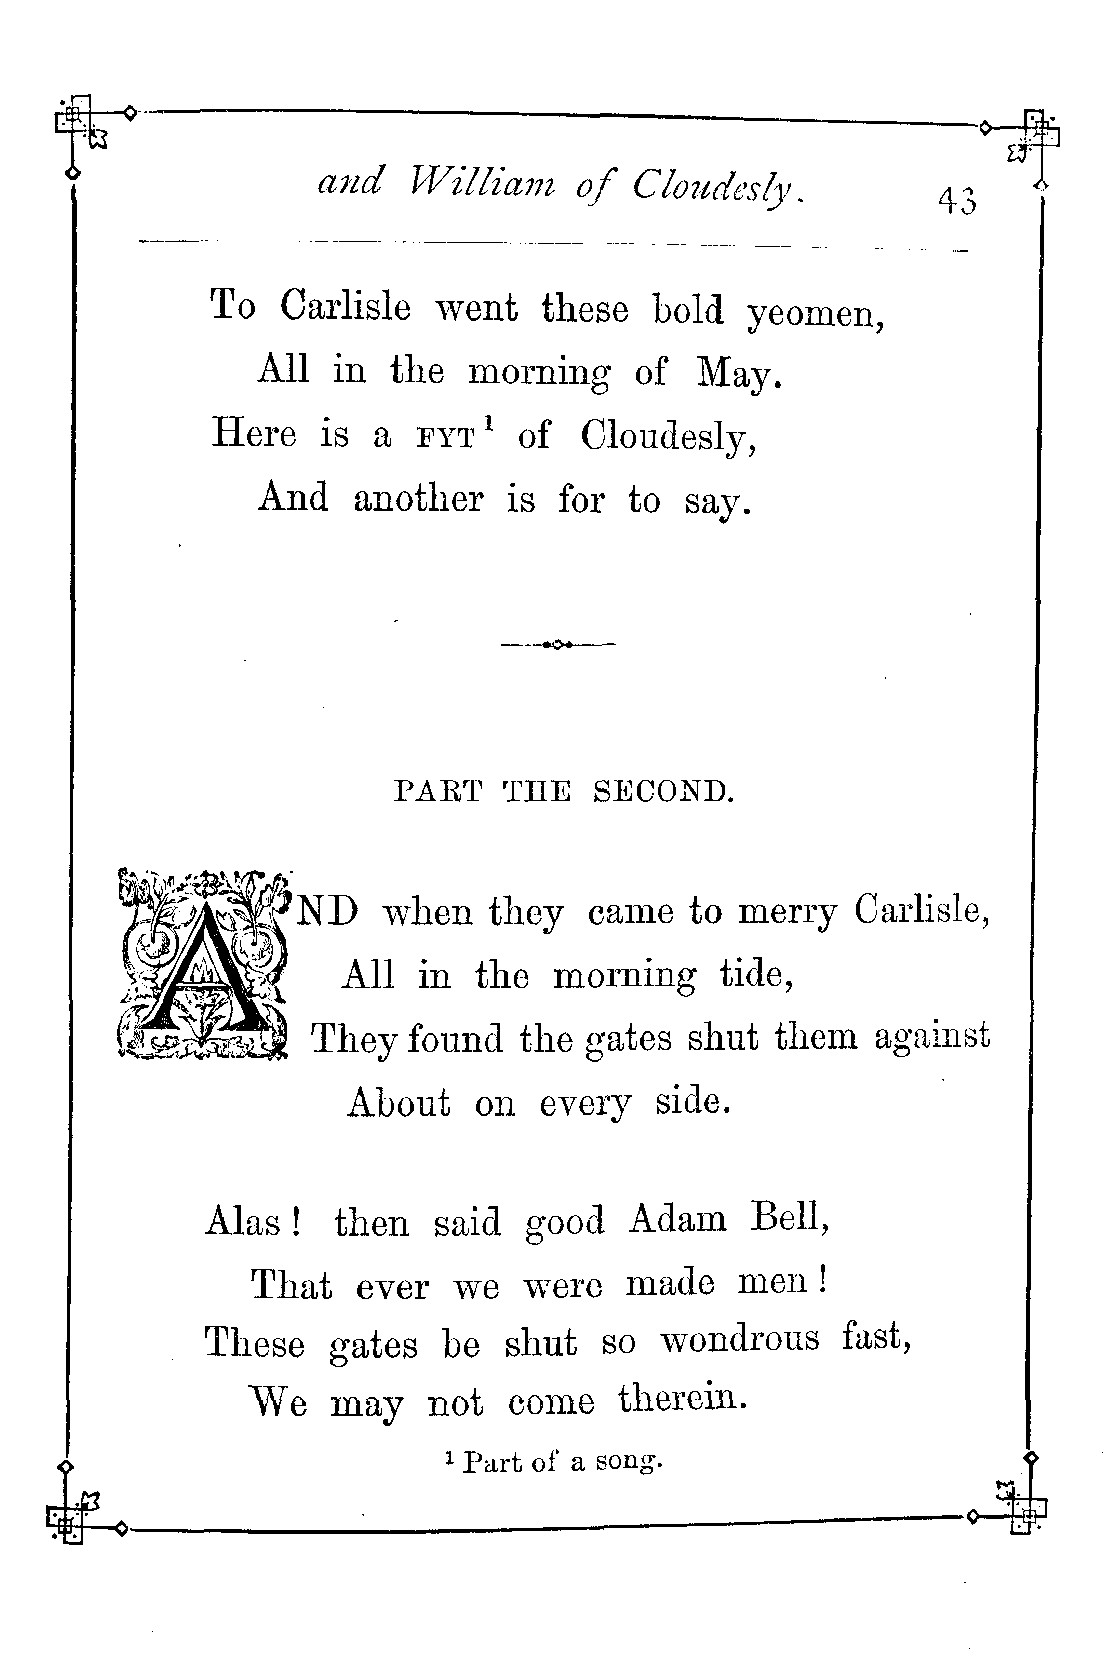 and William of Cloudesly. 43
To Carlisle went these bold yeomen,
All in the morning of May.
Here is a FYT¹ of Cloudesly,
And another is for to say.
PART THE SECOND.
AND when they came to merry Carlisle,
All in the morning tide,
They found the gates shut them against
About on every side.
Alas! then said good Adam Bell,
That ever we were made men!
These gates be shut so wondrous fast,
We may not come therein.
¹ Part of a song.